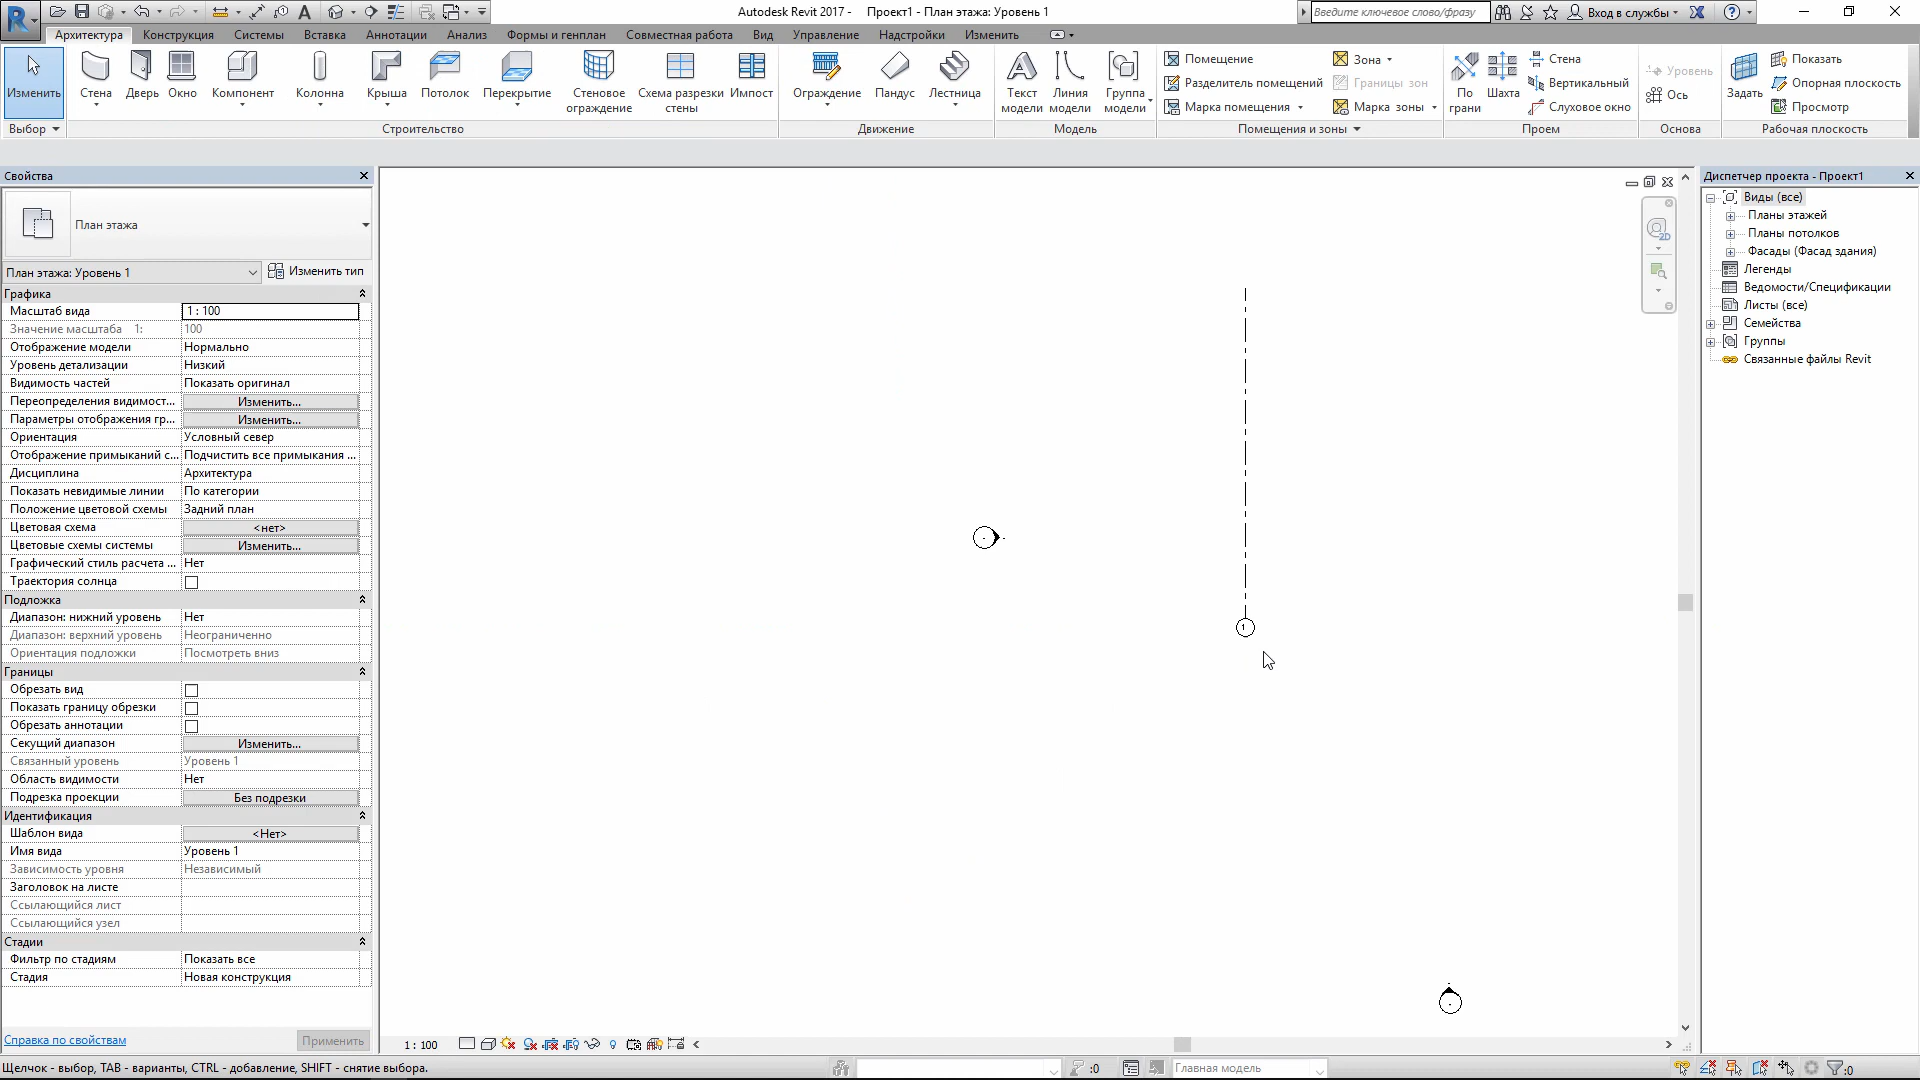 Autodesk Revit 2017 - Проект1 - План этажа: Уровень 1
Введите ключевое слово/фразу
Вход в службы
Архитектура Конструкция Системы Вставка Аннотации Анализ Формы и генплан Совместная работа Вид Управление Надстройки Изменить
Изменить
Стена
Дверь
Окно
Компонент
Колонна
Крыша
Потолок
Перекрытие
Стеновое ограждение
Схема разрезки стены
Импост
Ограждение
Пандус
Лестница
Текст модели
Линия модели
Группа модели
Помещение
Разделитель помещений
Марка помещения
Зона
Границы зон
Марка зоны
По грани
Шахта
Стена
Вертикальный
Слуховое окно
Уровень
Ось
Задать
Показать
Опорная плоскость
Просмотр
Выбор Строительство Движение Модель Помещения и зоны Проем Основа Рабочая плоскость
Свойства
План этажа
План этажа: Уровень 1 Изменить тип
Графика
Масштаб вида 1 : 100
Значение масштаба 1: 100
Отображение модели Нормально
Уровень детализации Низкий
Видимость частей Показать оригинал
Переопределения видимост... Изменить...
Параметры отображения гр... Изменить...
Ориентация Условный север
Отображение примыканий с... Подчистить все примыкания ...
Дисциплина Архитектура
Показать невидимые линии По категории
Положение цветовой схемы Задний план
Цветовая схема <нет>
Цветовые схемы системы Изменить...
Графический стиль расчета ... Нет
Траектория солнца
Подложка
Диапазон: нижний уровень Нет
Диапазон: верхний уровень Неограниченно
Ориентация подложки Посмотреть вниз
Границы
Обрезать вид
Показать границу обрезки
Обрезать аннотации
Секущий диапазон Изменить...
Связанный уровень Уровень 1
Область видимости Нет
Подрезка проекции Без подрезки
Идентификация
Шаблон вида <Нет>
Имя вида Уровень 1
Зависимость уровня Независимый
Заголовок на листе
Ссылающийся лист
Ссылающийся узел
Стадии
Фильтр по стадиям Показать все
Стадия Новая конструкция
Справка по свойствам Применить
2D
1
Диспетчер проекта - Проект1
Виды (все)
Планы этажей
Планы потолков
Фасады (Фасад здания)
Легенды
Ведомости/Спецификации
Листы (все)
Семейства
Группы
Связанные файлы Revit
1 : 100
Щелчок - выбор, TAB - варианты, CTRL - добавление, SHIFT - снятие выбора.
:0
Главная модель
:0